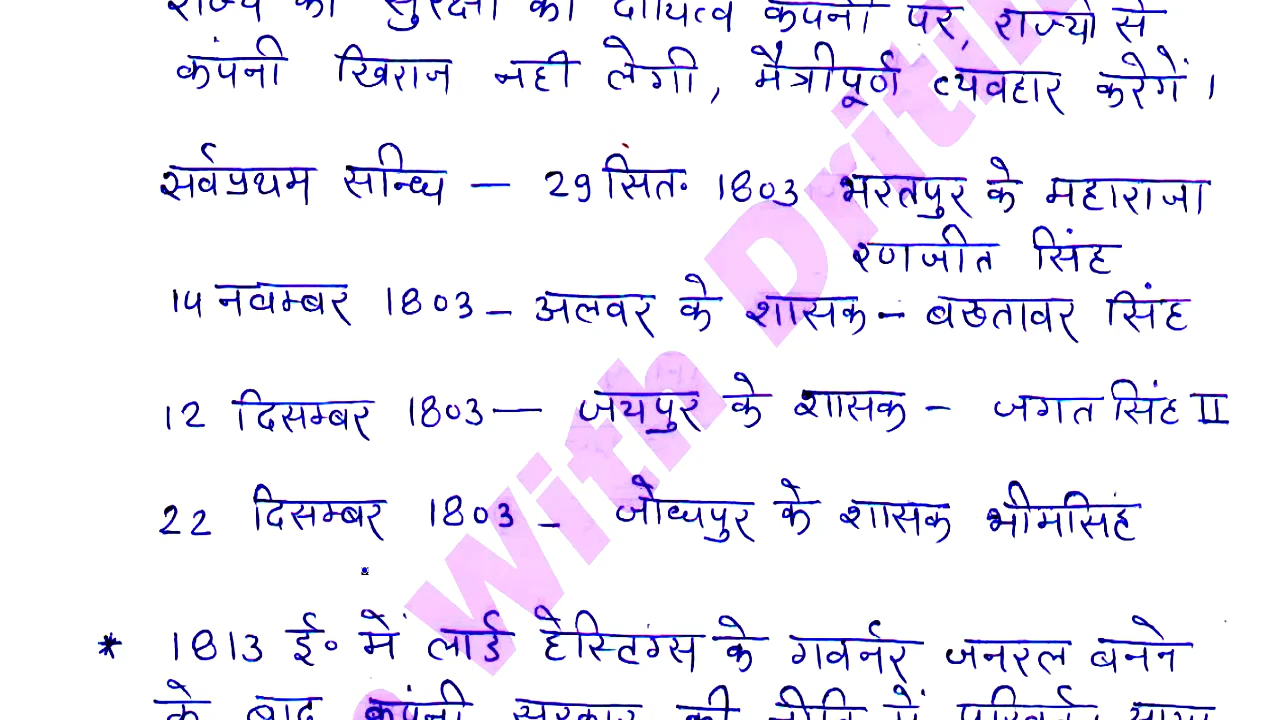 राज्य की सुरक्षा का दायित्व कंपनी पर, राज्यों से
कंपनी खिराज नही लेगी, मैत्रीपूर्ण व्यवहार करेगें।
सर्वप्रथम सन्धि — 29 सित॰ 1803 भरतपुर के महाराजा
रणजीत सिंह
14 नवम्बर 1803 – अलवर के शासक – बख्तावर सिंह
12 दिसम्बर 1803 — जयपुर के शासक – जगत सिंह II
22 दिसम्बर 1803 – जोधपुर के शासक भीमसिंह
* 1813 ई॰ में लार्ड हेस्टिंग्स के गवर्नर जनरल बनने
के बाद कंपनी सरकार की नीति में
with Driti